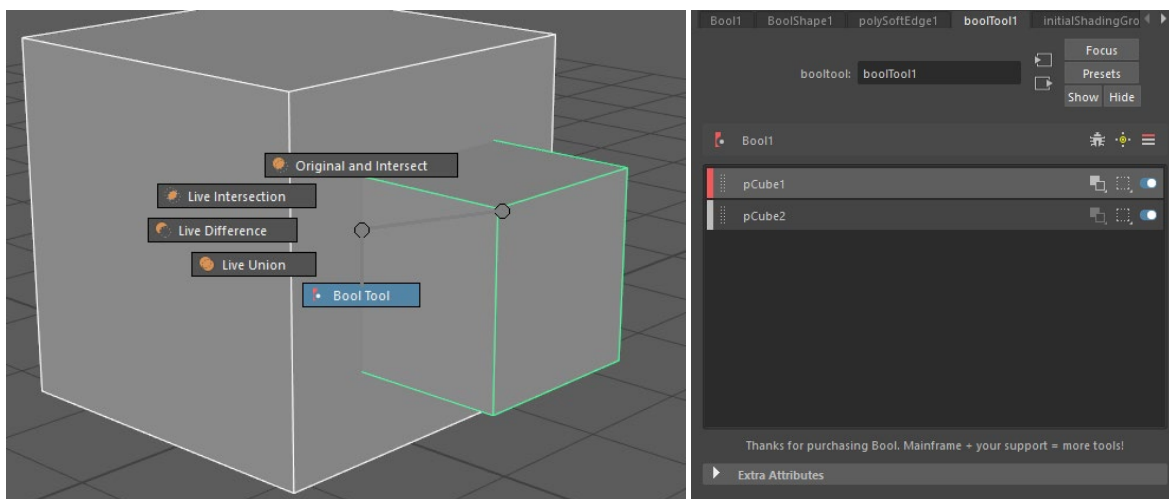 Original and Intersect
Live Intersection
Live Difference
Live Union
Bool Tool
Bool1 BoolShape1 polySoftEdge1 boolTool1 initialShadingGro
booltool: boolTool1
Focus
Presets
Show Hide
Bool1
pCube1
pCube2
Thanks for purchasing Bool. Mainframe + your support = more tools!
Extra Attributes